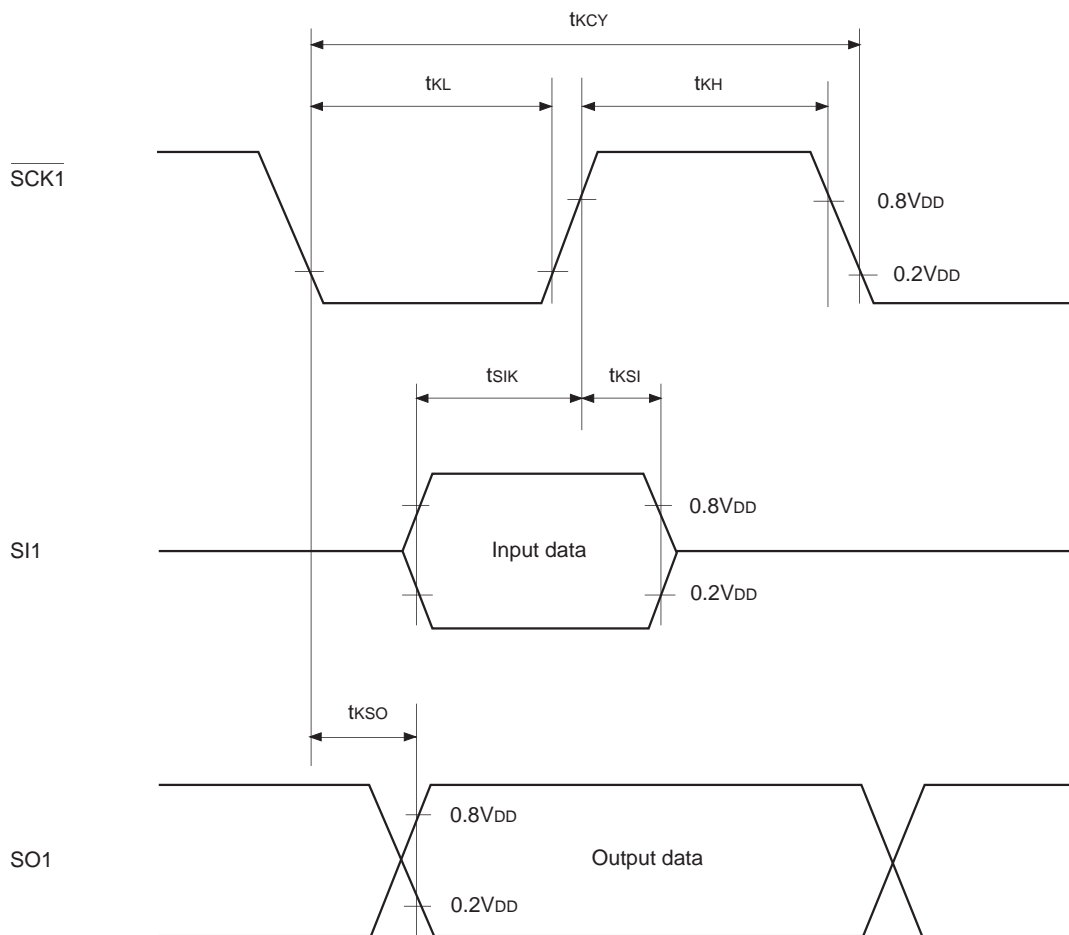 tKCY
tKL
tKH
SCK1
0.8VDD
0.2VDD
tSIK
tKSI
0.8VDD
SI1
Input data
0.2VDD
tKSO
0.8VDD
SO1
Output data
0.2VDD